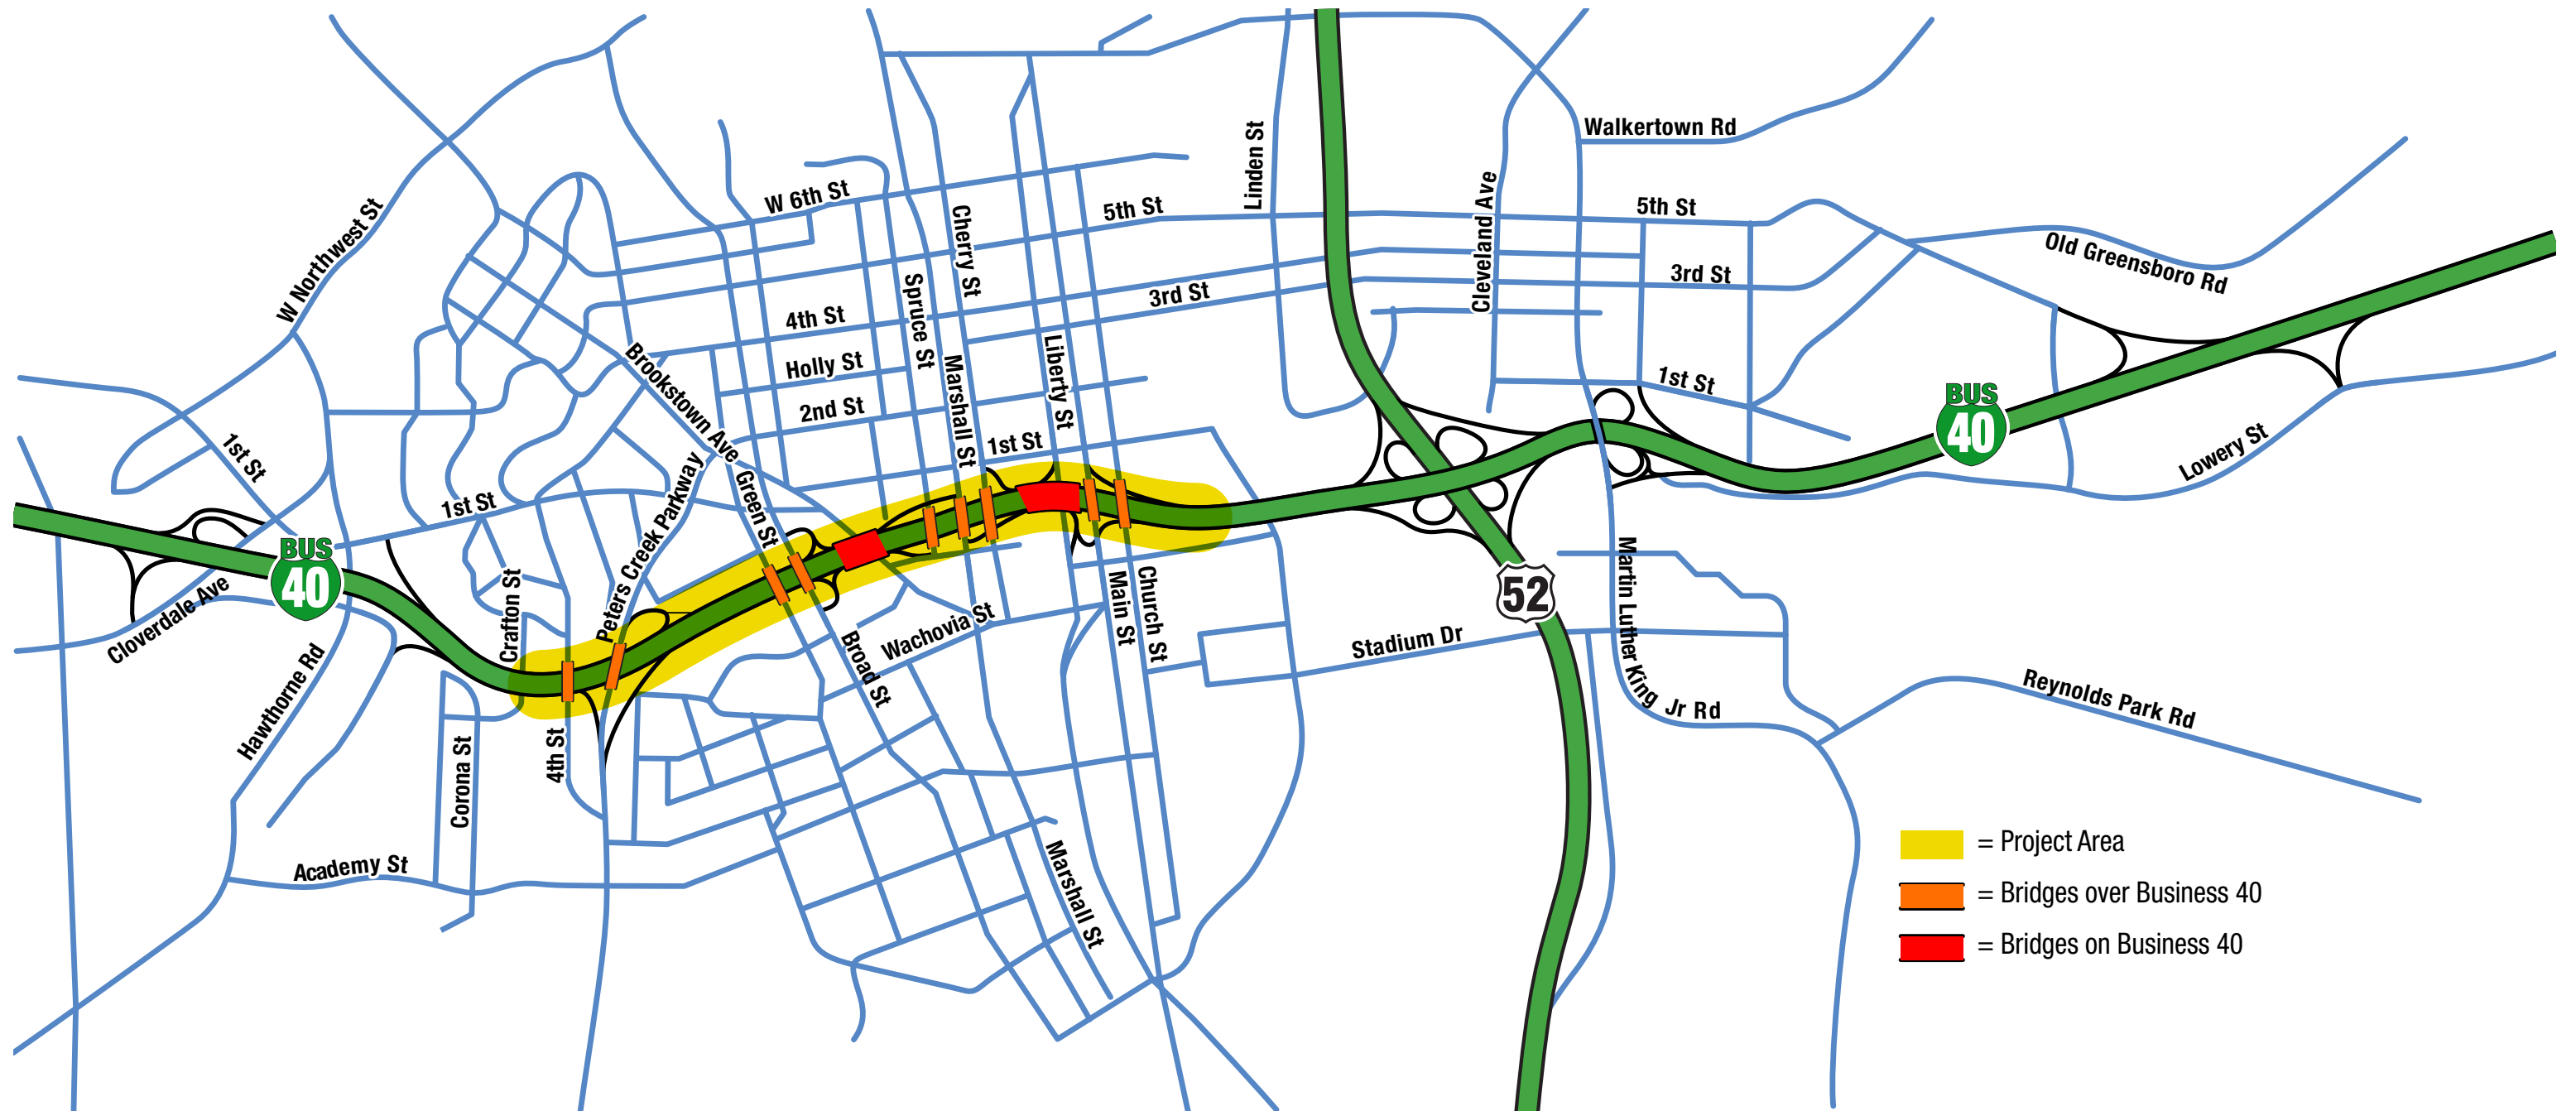 Walkertown Rd
Linden St
W 6th St
5th St
5th St
Cleveland Ave
W Northwest St
Cherry St
Old Greensboro Rd
3rd St
3rd St
Spruce St
4th St
Brookstown Ave
Holly St
Marshall St
Liberty St
1st St
2nd St
BUS
40
1st St
1st St
Lowery St
1st St
Peters Creek Parkway
Green St
BUS
40
Cloverdale Ave
Crafton St
52
Martin Luther King Jr Rd
Main St
Church St
Wachovia St
Broad St
Stadium Dr
Hawthorne Rd
Reynolds Park Rd
4th St
Corona St
Academy St
Marshall St
= Project Area
= Bridges over Business 40
= Bridges on Business 40